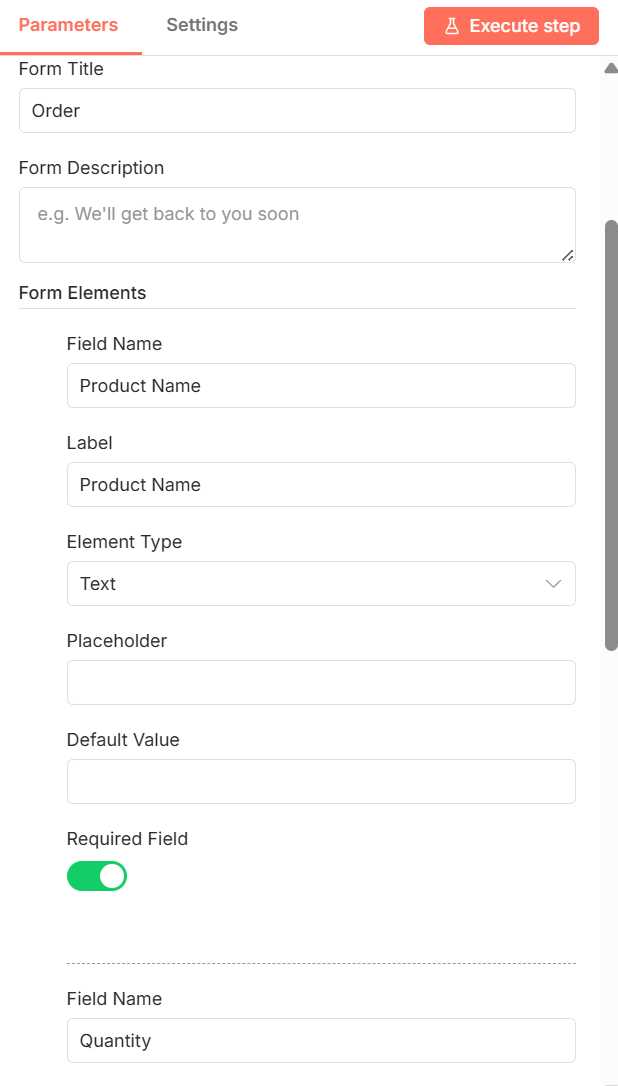 Parameters
Settings
Execute step
Form Title
Order
Form Description
e.g. We'll get back to you soon
Form Elements
Field Name
Product Name
Label
Product Name
Element Type
Text
Placeholder
Default Value
Required Field
Field Name
Quantity